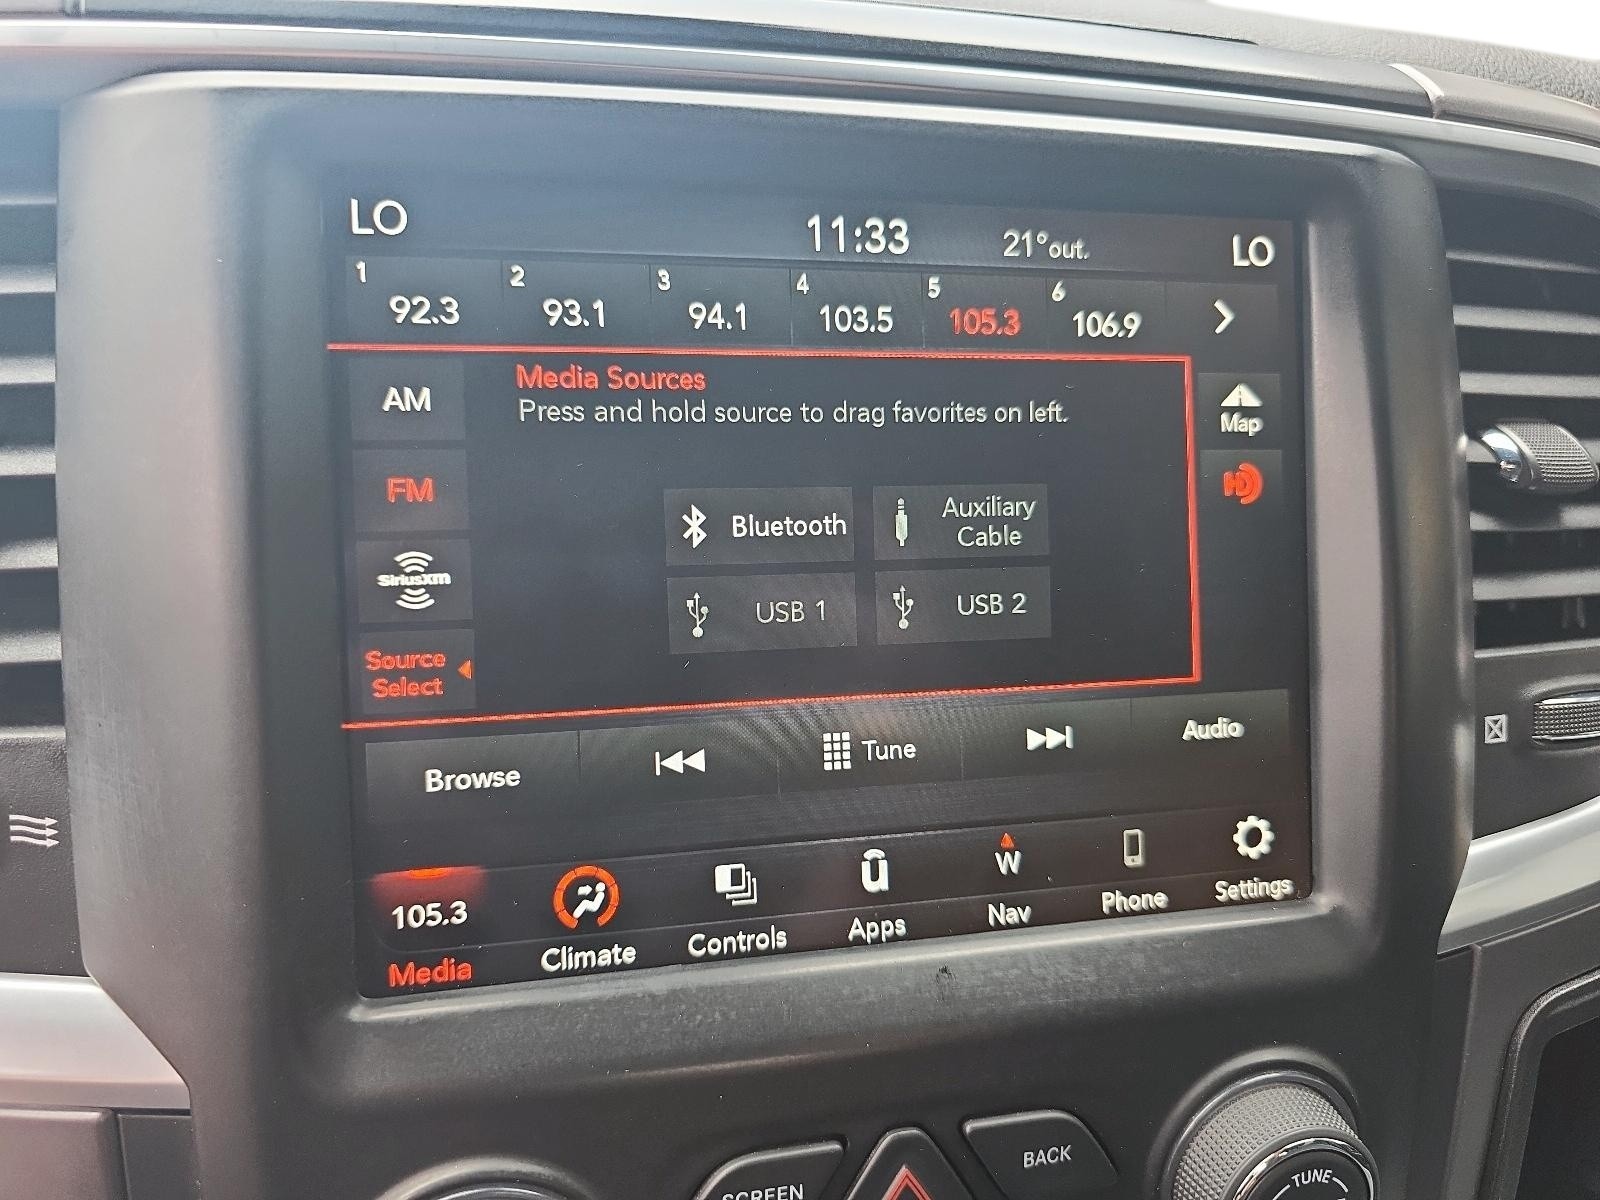 LO 11:33 21°out. LO
1 92.3 2 93.1 3 94.1 4 103.5 5 105.3 6 106.9
AM
Media Sources
Press and hold source to drag favorites on left.
Map
FM
HD
Bluetooth
Auxiliary
Cable
SiriusXM
USB 1
USB 2
Source
Select
Browse Tune Audio
105.3
W
Media Climate Controls Apps Nav Phone Settings
SCREEN
BACK
TUNE